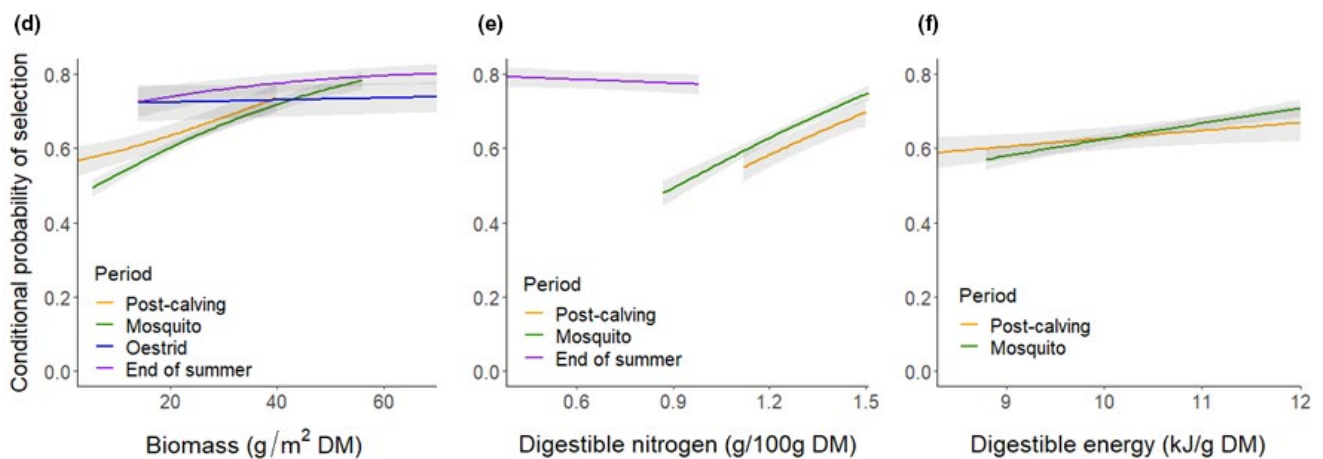 (d)
(e)
(f)
Conditional probability of selection
0.8
0.6
0.4
0.2
0.0
Period
Post-calving
Mosquito
Oestrid
End of summer
20 40 60
Biomass (g/m² DM)
0.8
0.6
0.4
0.2
0.0
Period
Post-calving
Mosquito
End of summer
0.6 0.9 1.2 1.5
Digestible nitrogen (g/100g DM)
0.8
0.6
0.4
0.2
0.0
Period
Post-calving
Mosquito
9 10 11 12
Digestible energy (kJ/g DM)